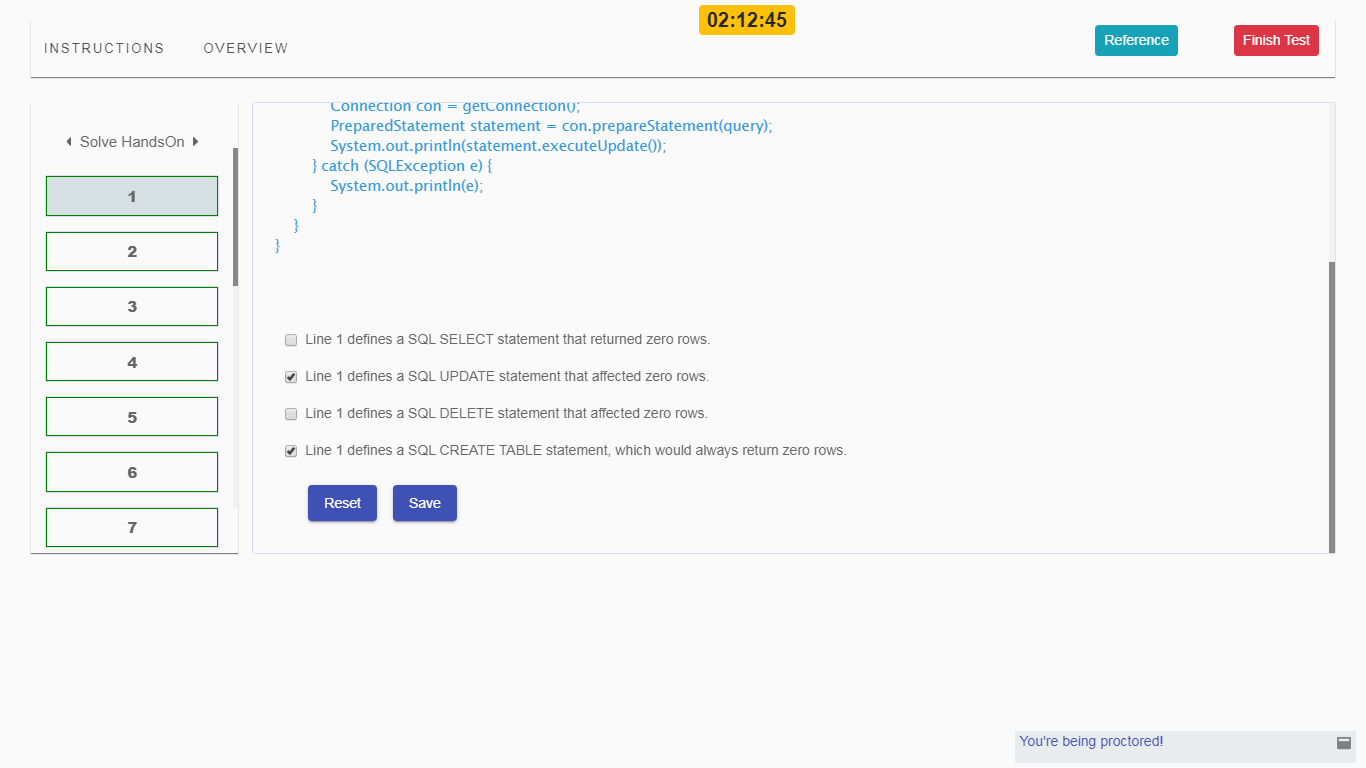 02:12:45
INSTRUCTIONS OVERVIEW Reference Finish Test
Solve HandsOn
1
2
3
4
5
6
7
Connection con = getConnection();
PreparedStatement statement = con.prepareStatement(query);
System.out.println(statement.executeUpdate());
} catch (SQLException e) {
System.out.println(e);
}
}
}
Line 1 defines a SQL SELECT statement that returned zero rows.
Line 1 defines a SQL UPDATE statement that affected zero rows.
Line 1 defines a SQL DELETE statement that affected zero rows.
Line 1 defines a SQL CREATE TABLE statement, which would always return zero rows.
Reset Save
You're being proctored!